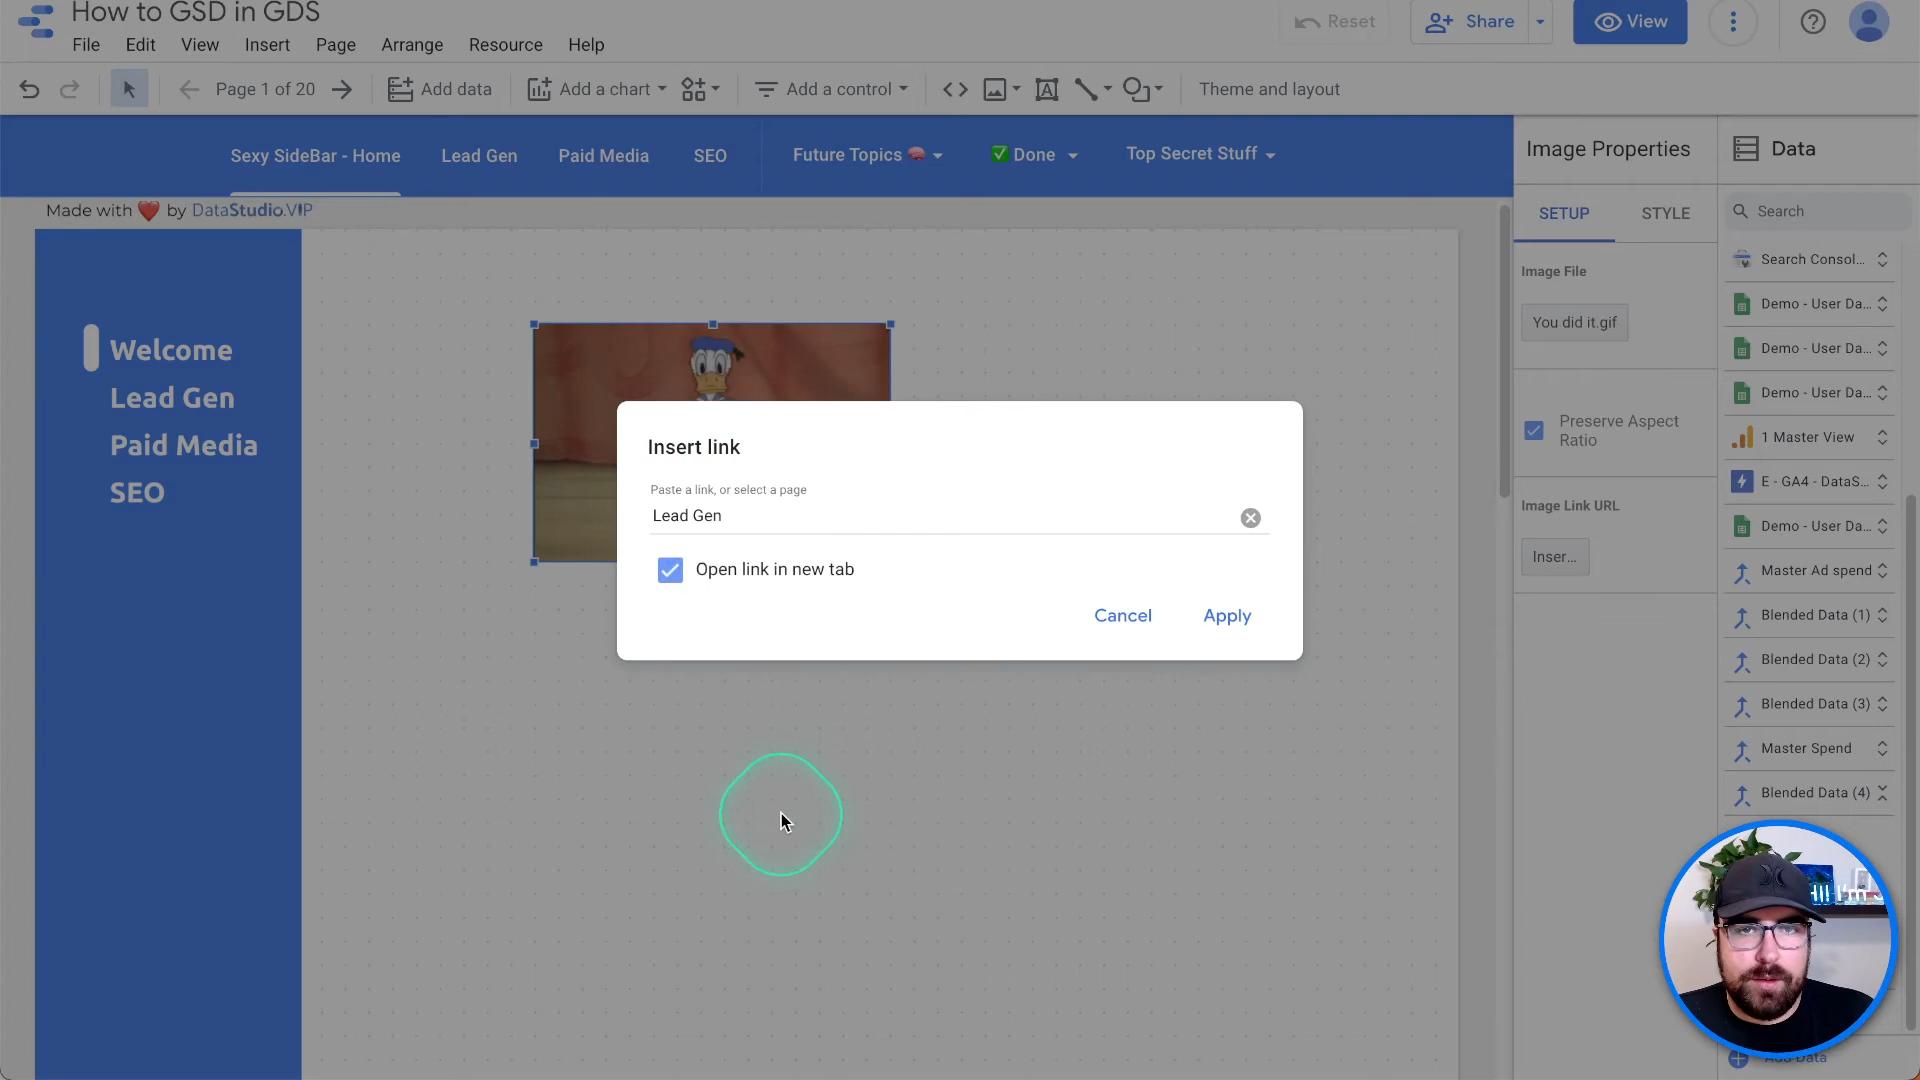 How to GSD in GDS
Reset
Share
View
File Edit View Insert Page Arrange Resource Help
Page 1 of 20
Add data
Add a chart
Add a control
Theme and layout
Sexy SideBar - Home
Lead Gen
Paid Media
SEO
Future Topics 🧠
✅ Done
Top Secret Stuff
Made with ❤️ by DataStudio.VIP
Welcome
Lead Gen
Paid Media
SEO
Insert link
Paste a link, or select a page
Lead Gen
Open link in new tab
Cancel
Apply
Image Properties
SETUP
STYLE
Image File
You did it.gif
Preserve Aspect
Ratio
Image Link URL
Inser...
Data
Search
Search Consol...
Demo - User Da...
Demo - User Da...
Demo - User Da...
1 Master View
E - GA4 - DataS...
Demo - User Da...
Master Ad spend
Blended Data (1)
Blended Data (2)
Blended Data (3)
Master Spend
Blended Data (4)
Add Data
HI! I'm